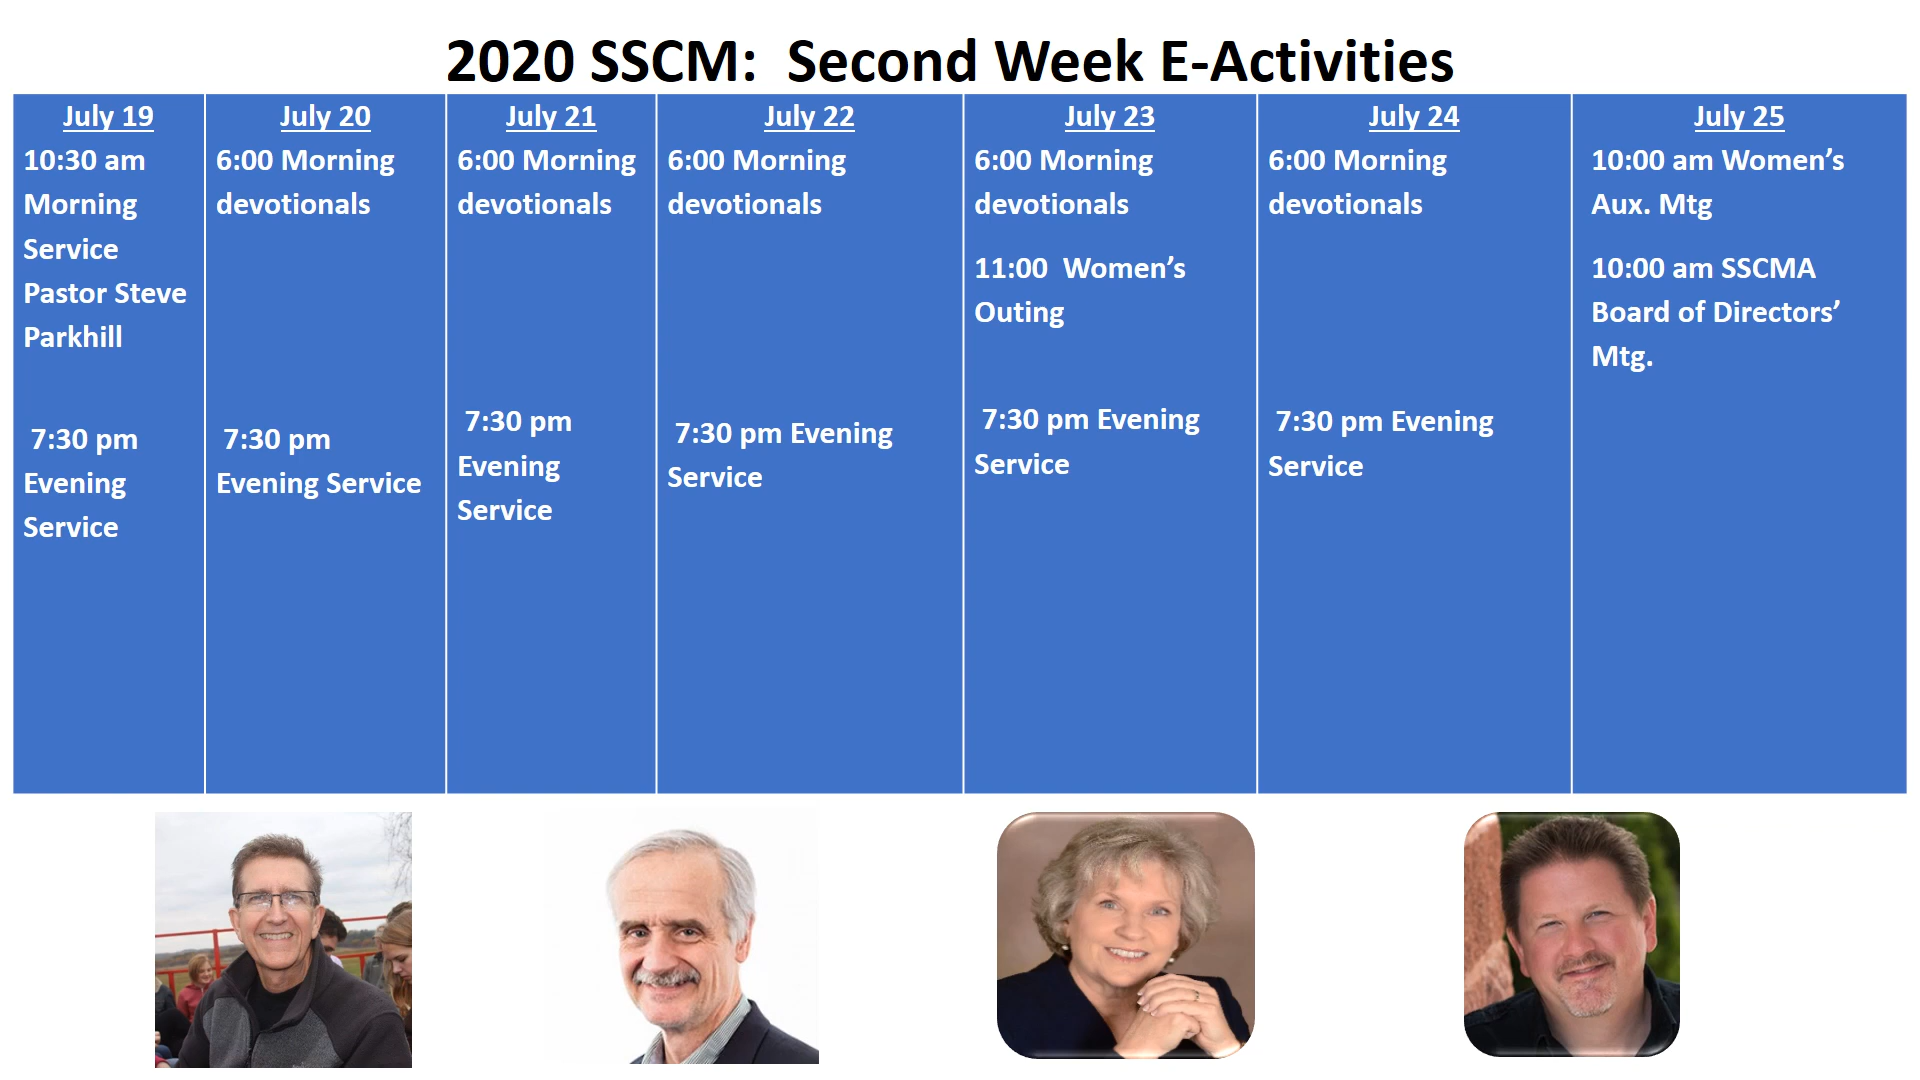 2020 SSCM:  Second Week E-Activities
July 19
10:30 am
Morning
Service
Pastor Steve
Parkhill
7:30 pm
Evening
Service
July 20
6:00 Morning
devotionals
7:30 pm
Evening Service
July 21
6:00 Morning
devotionals
7:30 pm
Evening
Service
July 22
6:00 Morning
devotionals
7:30 pm Evening
Service
July 23
6:00 Morning
devotionals
11:00  Women’s
Outing
7:30 pm Evening
Service
July 24
6:00 Morning
devotionals
7:30 pm Evening
Service
July 25
10:00 am Women’s
Aux. Mtg
10:00 am SSCMA
Board of Directors’
Mtg.